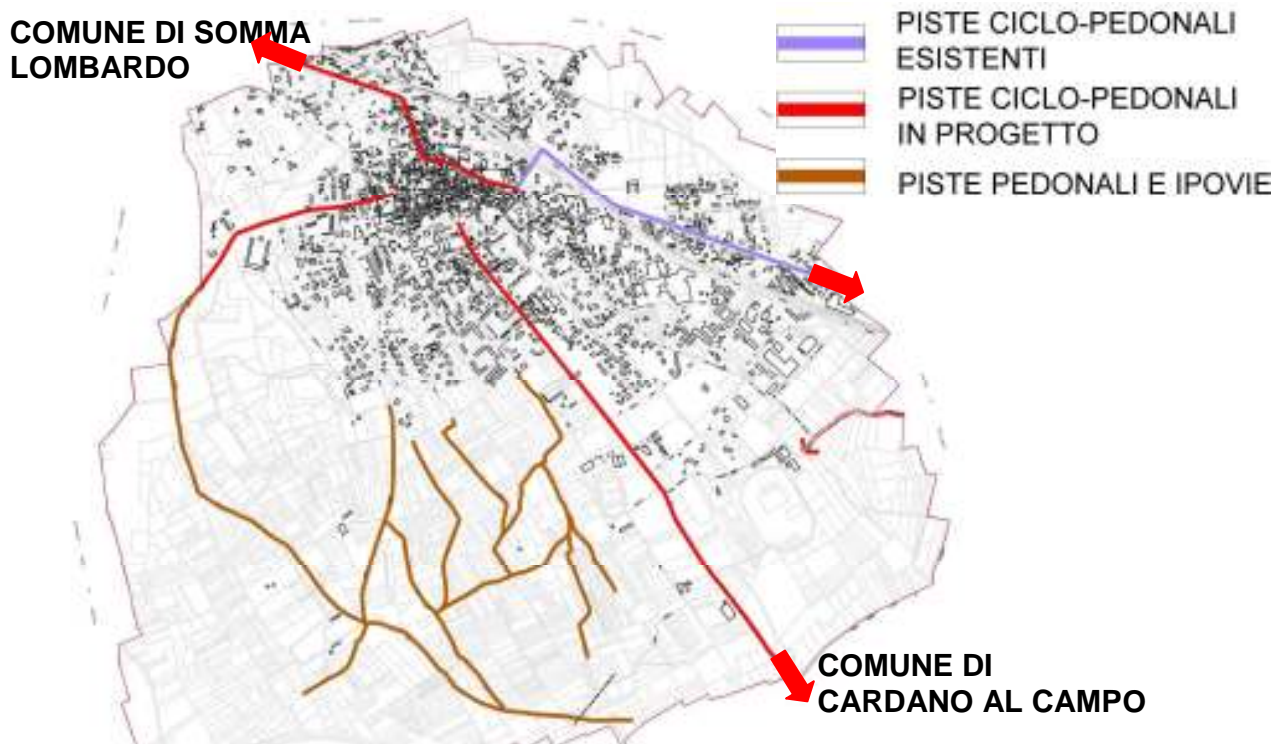 COMUNE DI SOMMA
LOMBARDO
PISTE CICLO-PEDONALI
ESISTENTI
PISTE CICLO-PEDONALI
IN PROGETTO
PISTE PEDONALI E IPOVIE
COMUNE DI
CARDANO AL CAMPO